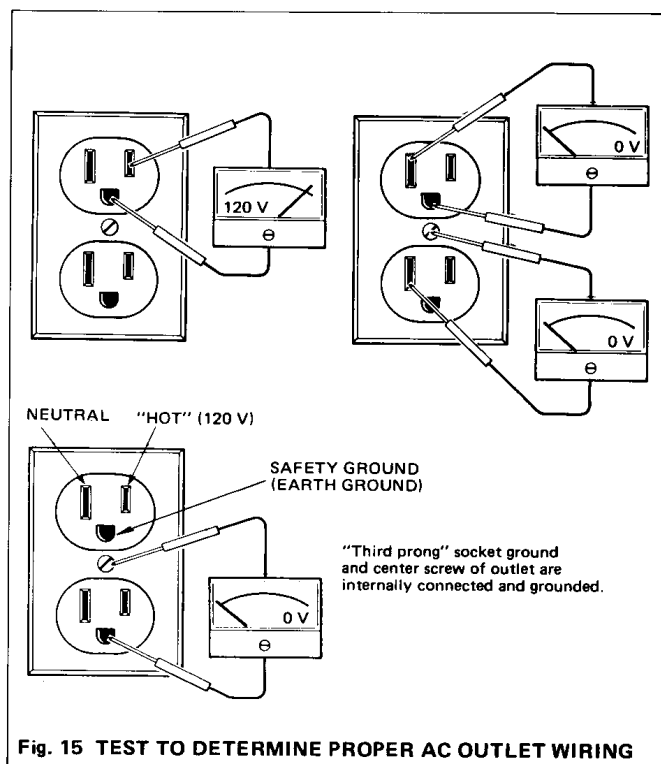 120 V
0 V
0 V
NEUTRAL "HOT" (120 V)
SAFETY GROUND
(EARTH GROUND)
0 V
"Third prong" socket ground
and center screw of outlet are
internally connected and grounded.
Fig. 15 TEST TO DETERMINE PROPER AC OUTLET WIRING